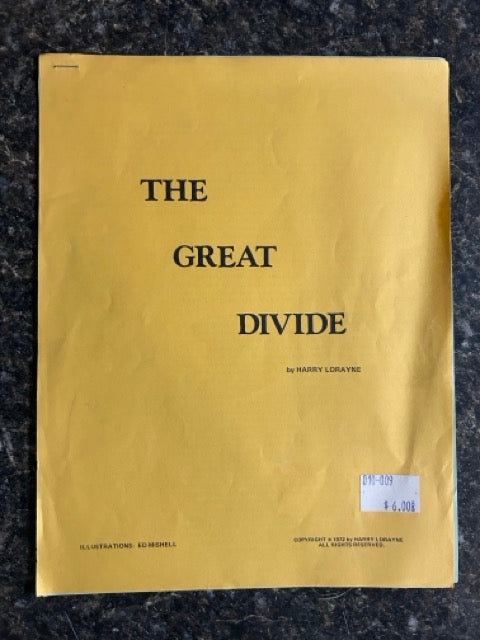 THE
GREAT
DIVIDE
by HARRY LORAYNE
010-009
$ 6.00
ILLUSTRATIONS: ED MISHELL
COPYRIGHT © 1972 by HARRY LORAYNE
ALL RIGHTS RESERVED.